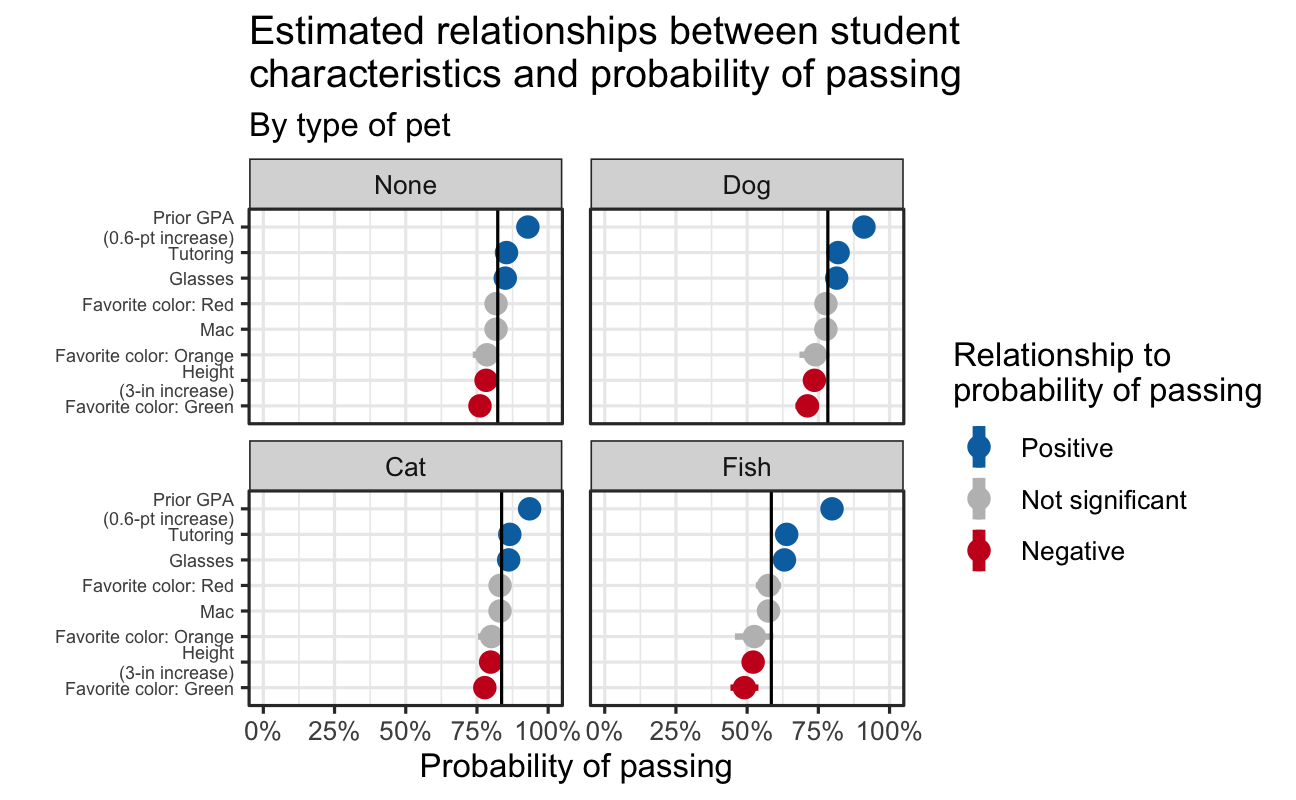 Estimated relationships between student
characteristics and probability of passing
By type of pet
None
Dog
Prior GPA
(0.6-pt increase)
Tutoring
Glasses
Favorite color: Red
Mac
Favorite color: Orange
Height
(3-in increase)
Favorite color: Green
Cat
Fish
Prior GPA
(0.6-pt increase)
Tutoring
Glasses
Favorite color: Red
Mac
Favorite color: Orange
Height
(3-in increase)
Favorite color: Green
0% 25% 50% 75% 100% 0% 25% 50% 75% 100%
Probability of passing
Relationship to
probability of passing
Positive
Not significant
Negative